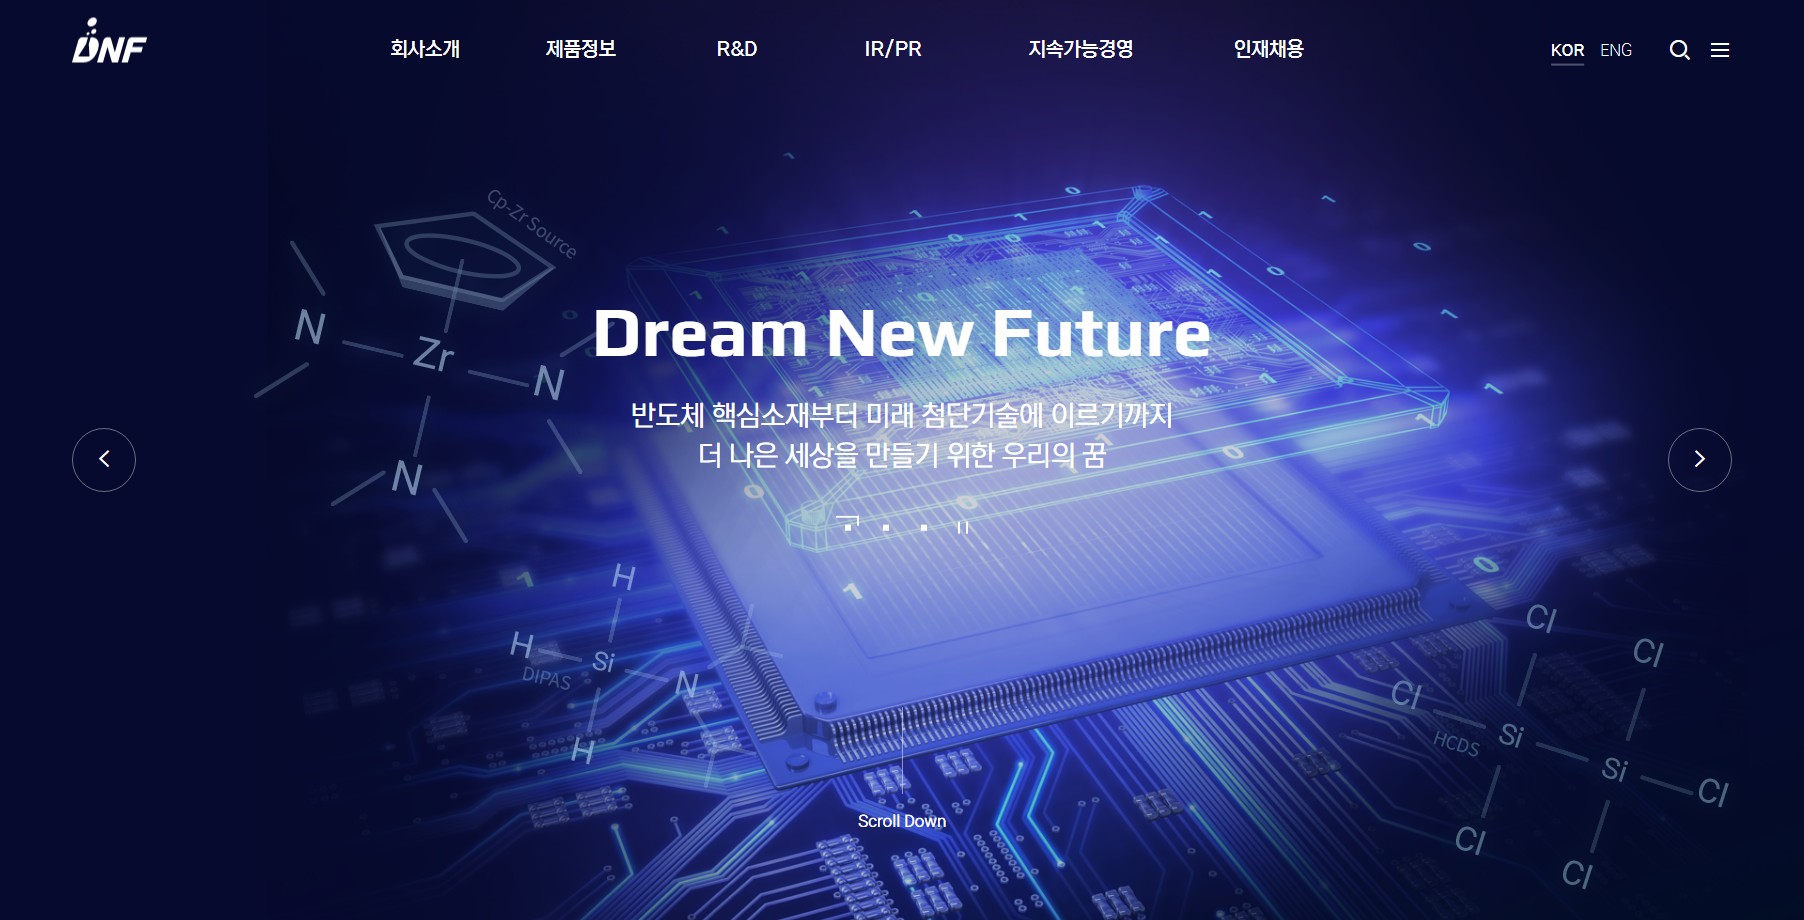 DNF
회사소개
제품정보
R&D
IR/PR
지속가능경영
인재채용
KOR ENG
Cp-Zr Source
N
Zr
N
N
Dream New Future
반도체 핵심소재부터 미래 첨단기술에 이르기까지
더 나은 세상을 만들기 위한 우리의 꿈
H
H
Si
DIPAS
N
H
Cl
Cl
Cl
Si
HCDS
Si
Cl
Cl
Cl
Scroll Down